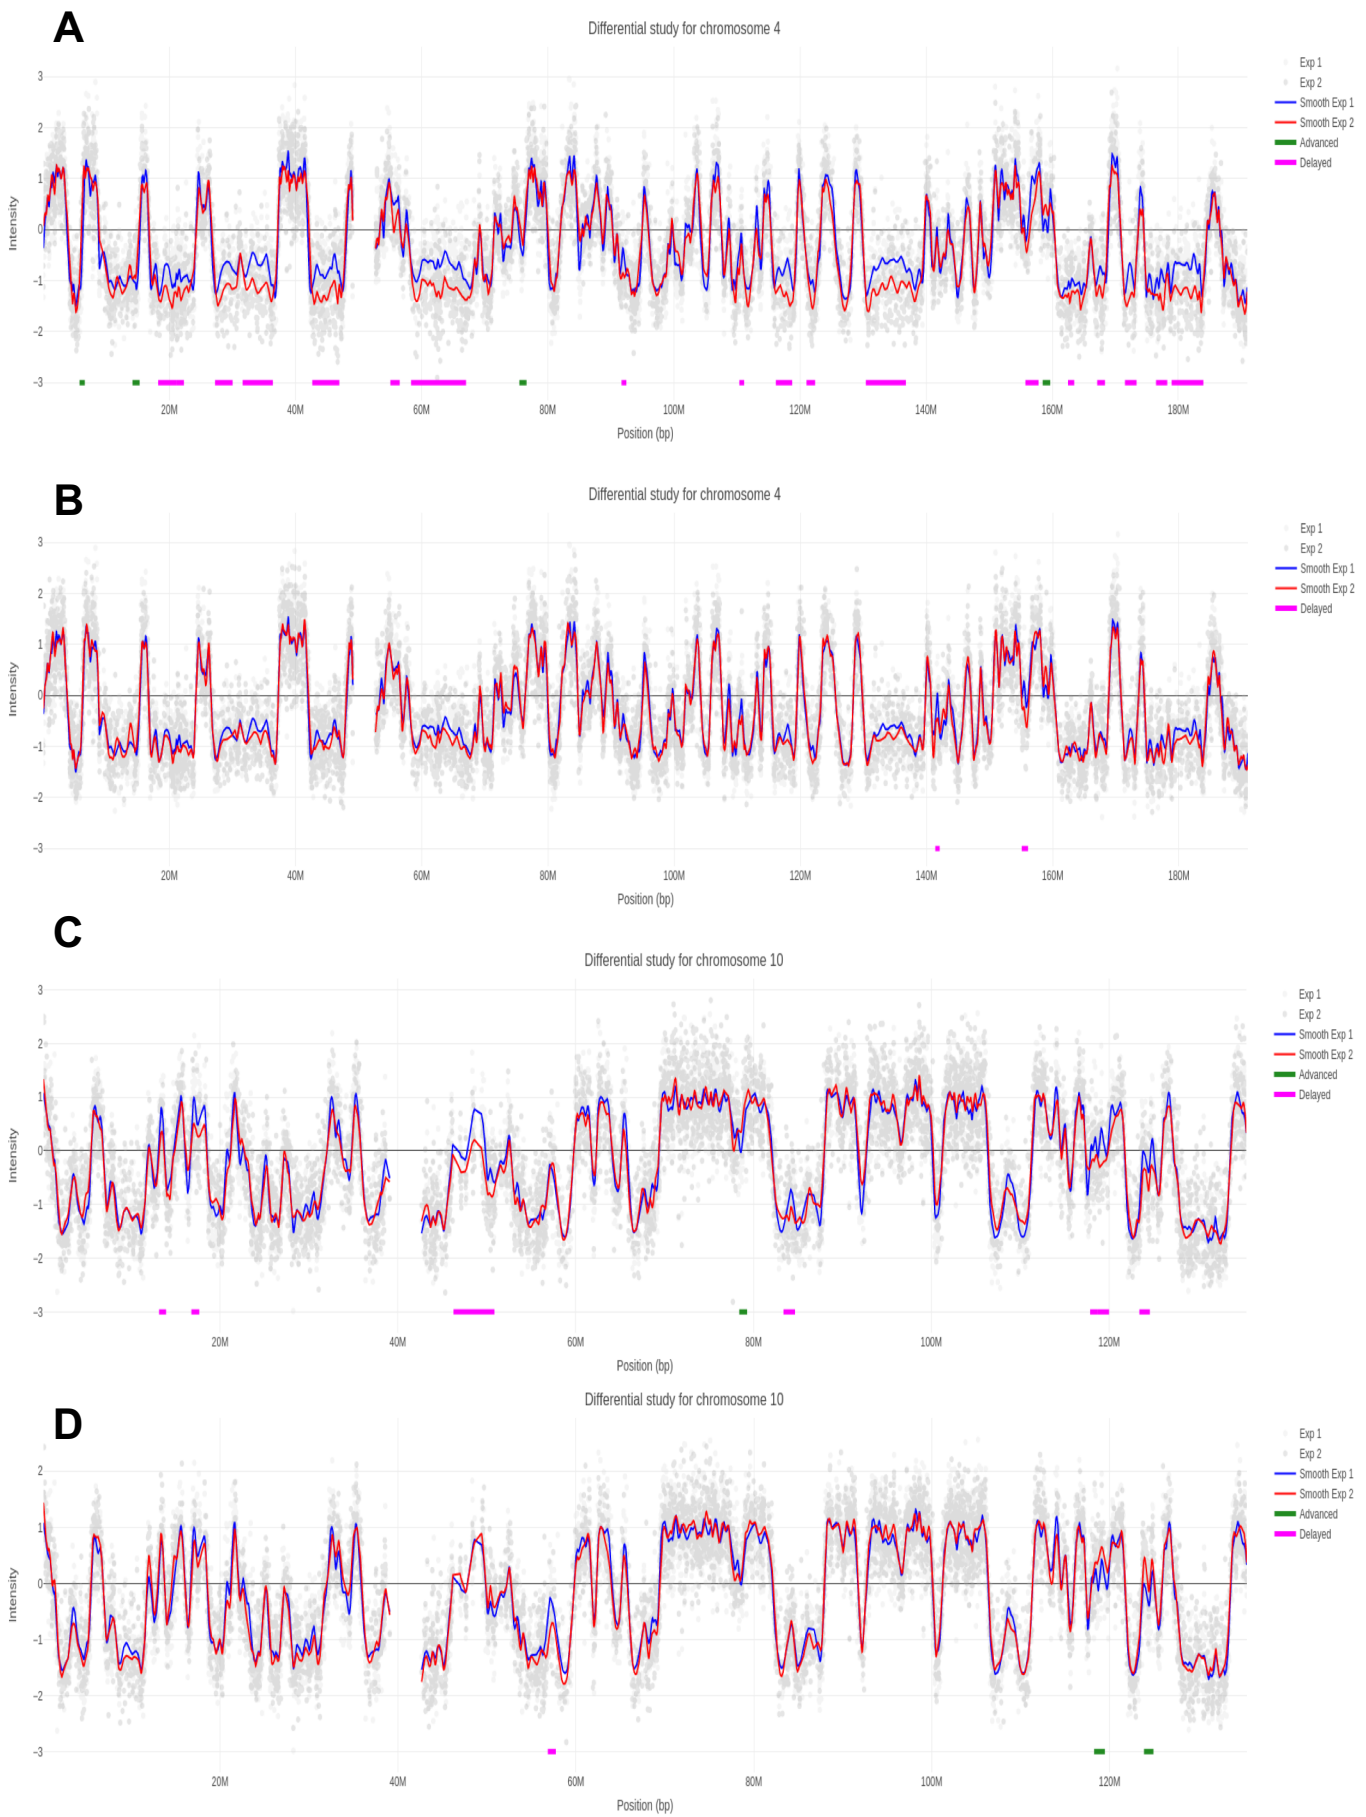 A
Differential study for chromosome 4
Exp 1
Exp 2
Smooth Exp 1
Smooth Exp 2
Advanced
Delayed
Intensity
3
2
1
0
−1
−2
−3
20M 40M 60M 80M 100M 120M 140M 160M 180M
Position (bp)
B
Differential study for chromosome 4
Exp 1
Exp 2
Smooth Exp 1
Smooth Exp 2
Delayed
Intensity
3
2
1
0
−1
−2
−3
20M 40M 60M 80M 100M 120M 140M 160M 180M
Position (bp)
C
Differential study for chromosome 10
Exp 1
Exp 2
Smooth Exp 1
Smooth Exp 2
Advanced
Delayed
Intensity
3
2
1
0
−1
−2
−3
20M 40M 60M 80M 100M 120M
Position (bp)
D
Differential study for chromosome 10
Exp 1
Exp 2
Smooth Exp 1
Smooth Exp 2
Advanced
Delayed
Intensity
2
1
0
−1
−2
−3
20M 40M 60M 80M 100M 120M
Position (bp)